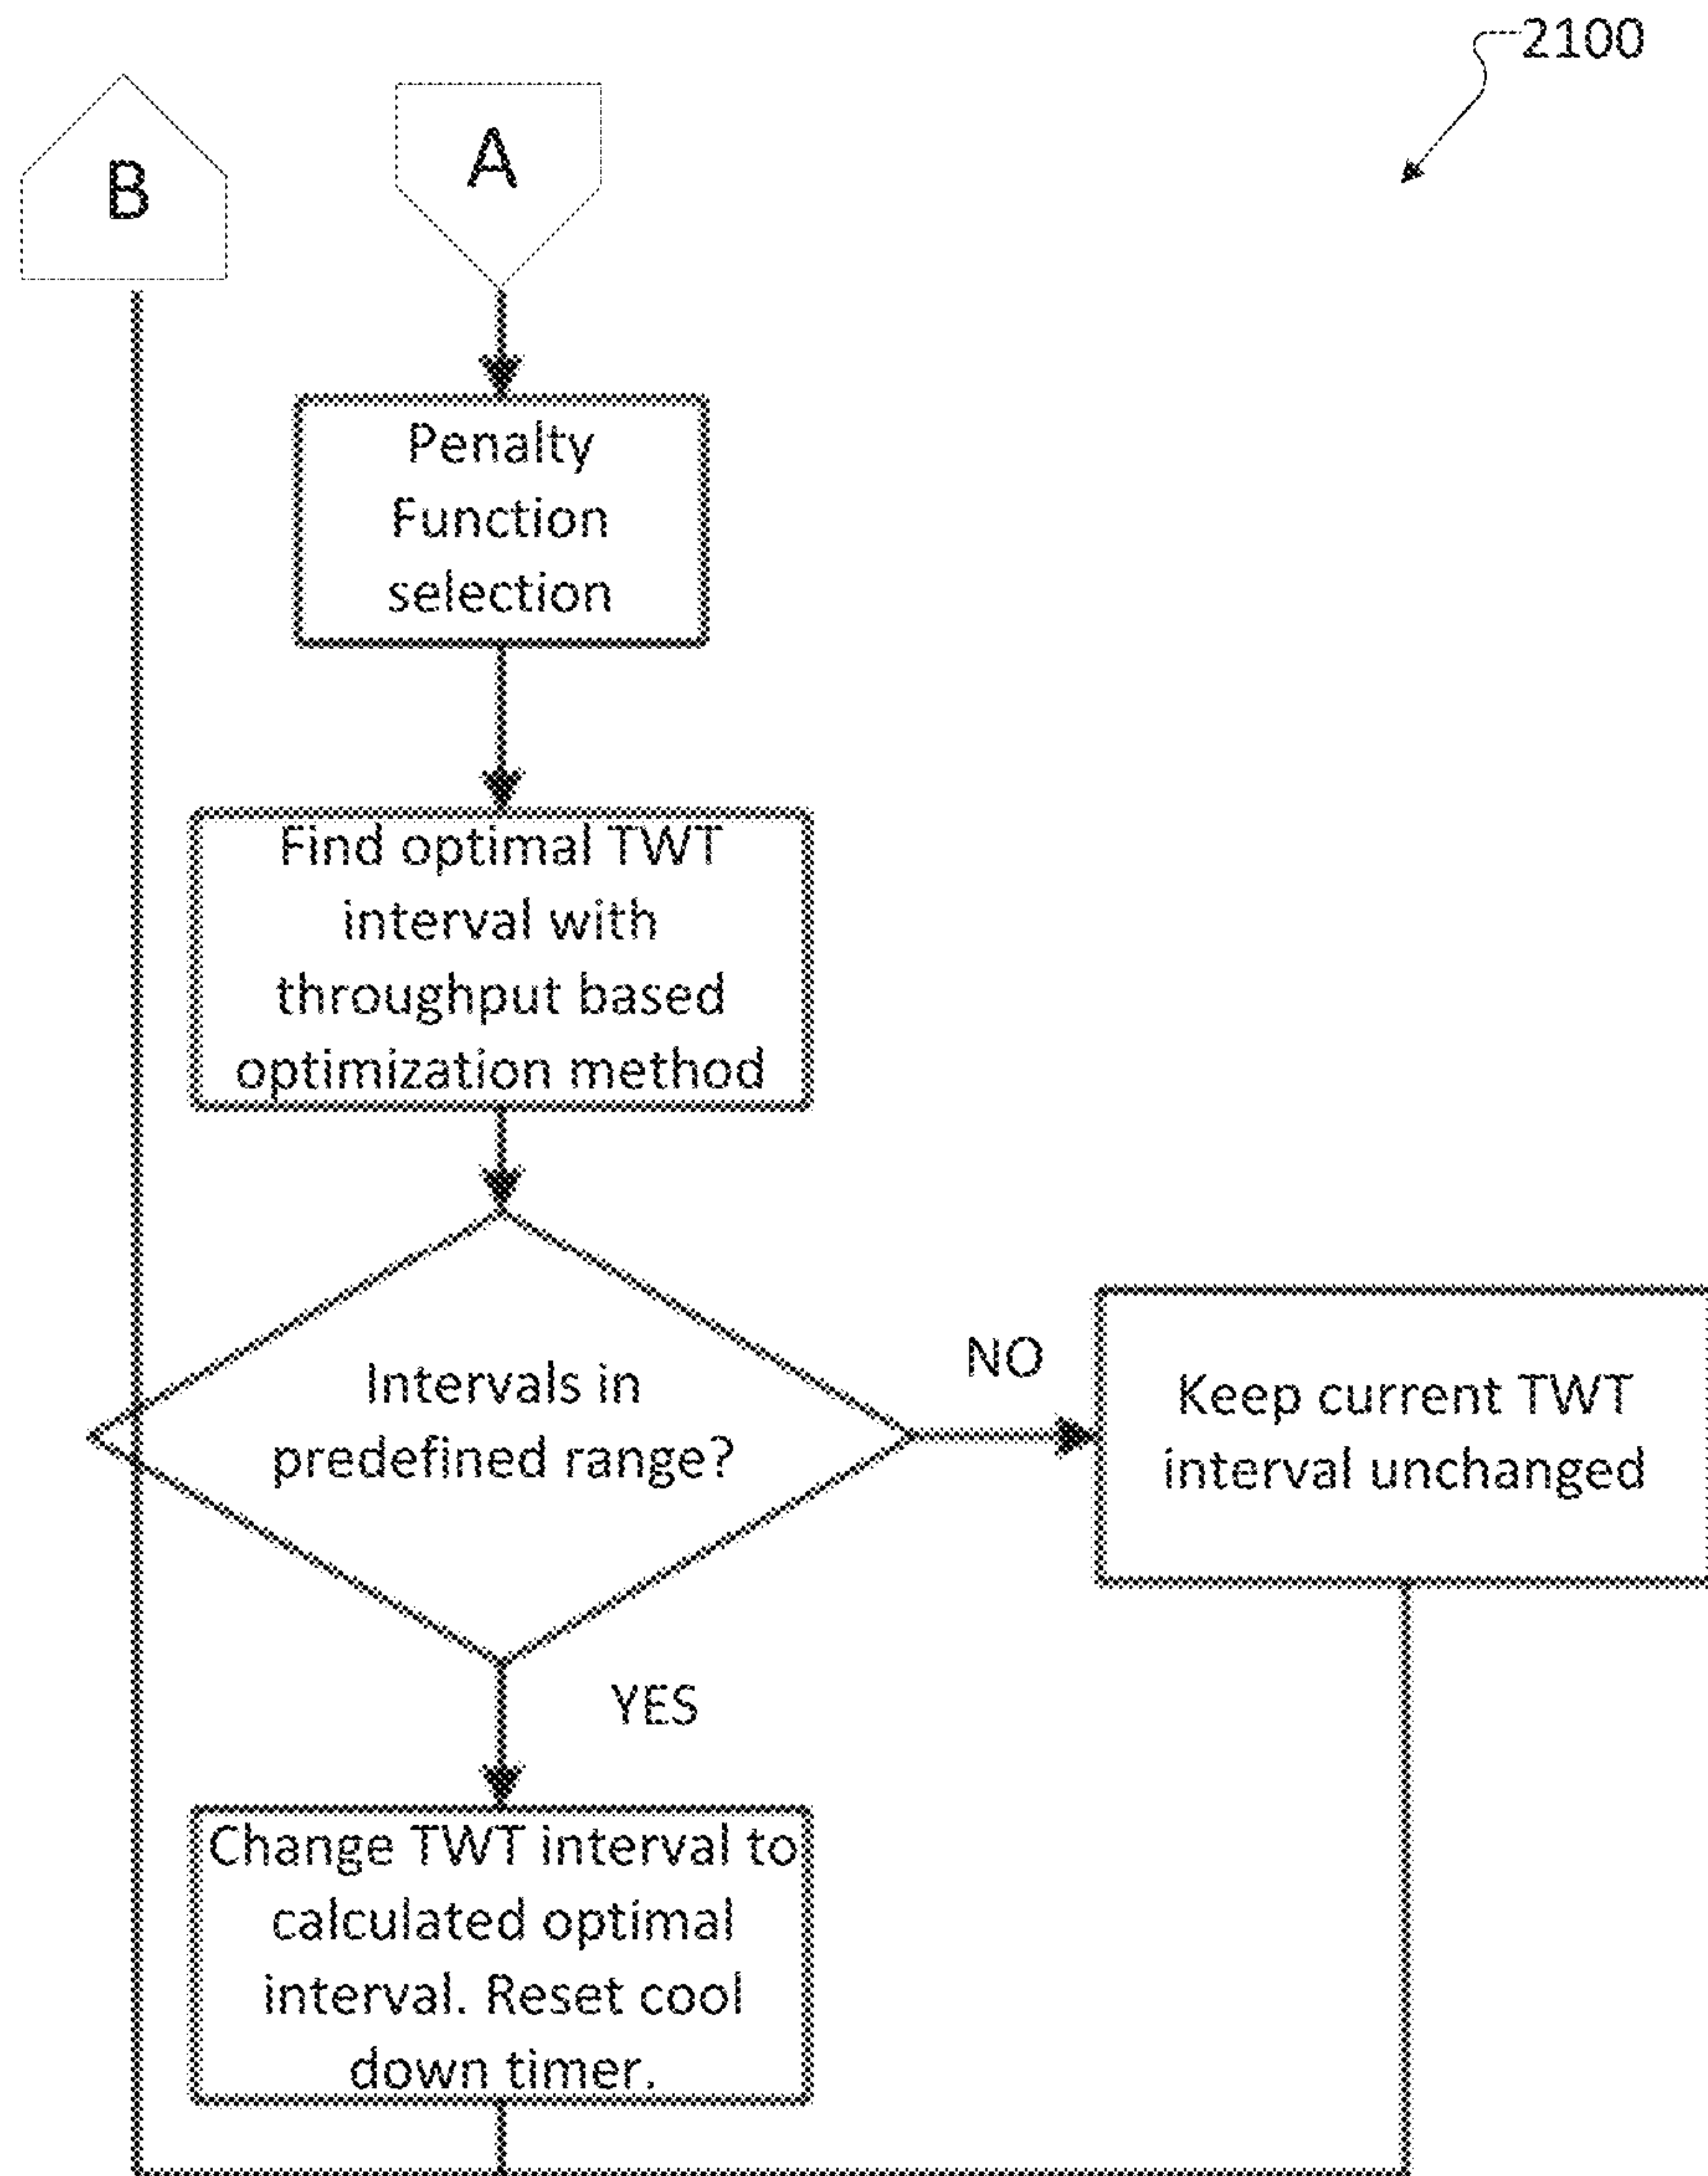 2100
B
A
Penalty
Function
selection
Find optimal TWT
interval with
throughput based
optimization method
Intervals in
predefined range?
NO
Keep current TWT
interval unchanged
YES
Change TWT interval to
calculated optimal
interval. Reset cool
down timer.